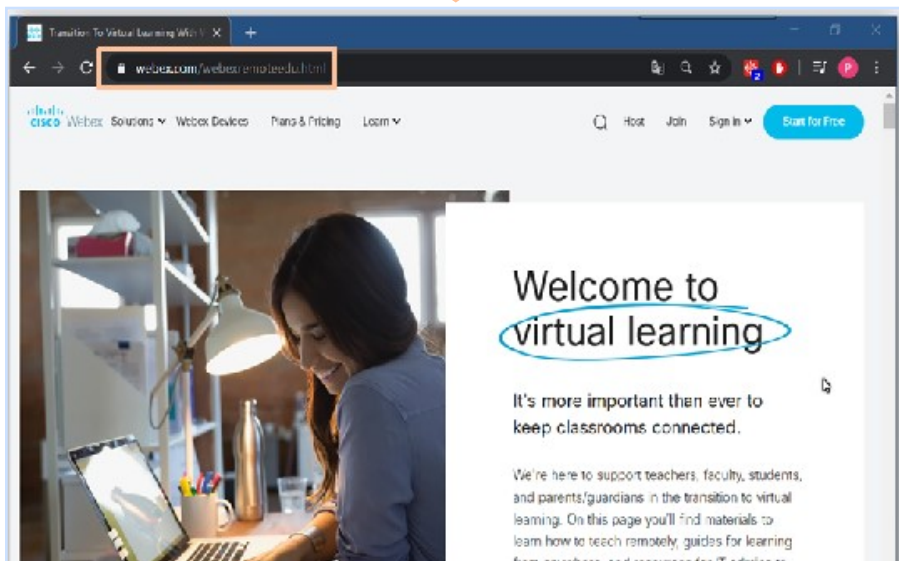 Transition To Virtual Learning With
webex.com/webexremoteedu.html
2
P
CISCO Webex Solutions Webex Devices Plans & Pricing Learn Host Join Sign in Start for Free
Welcome to
virtual learning
It's more important than ever to
keep classrooms connected.
We're here to support teachers, faculty, students,
and parents/guardians in the transition to virtual
learning. On this page you'll find materials to
learn how to teach remotely, guides for learning